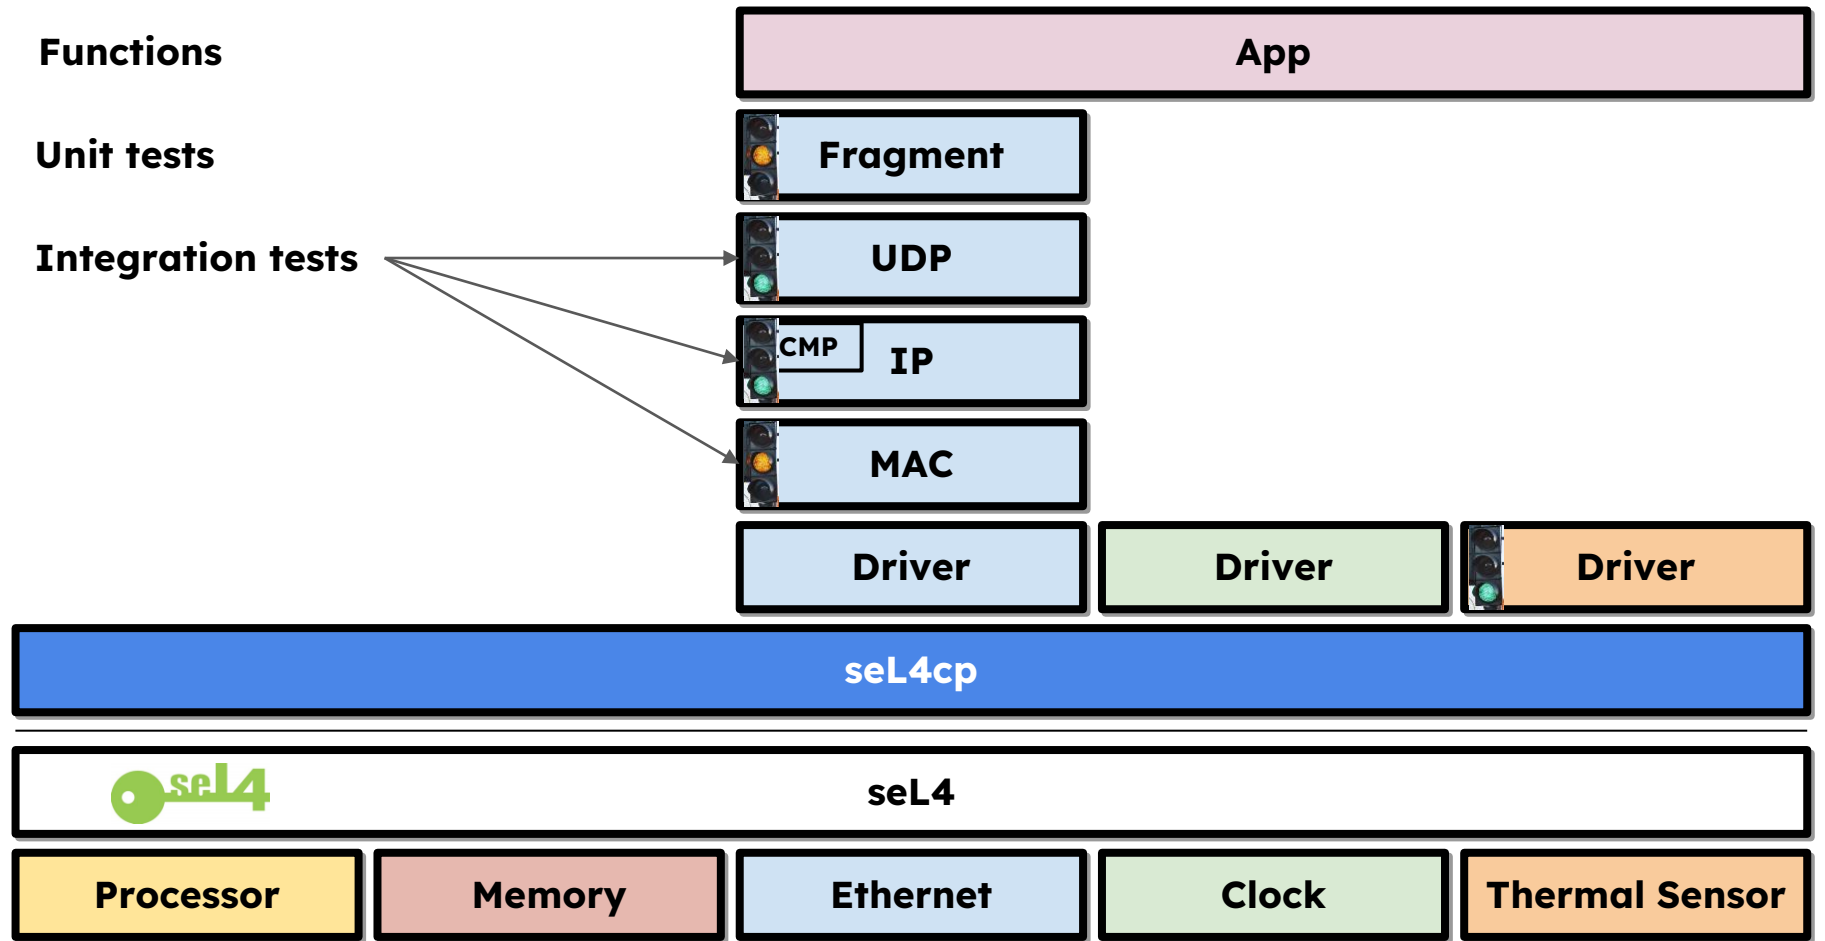 Functions
App
Unit tests
Fragment
Integration tests
UDP
CMP
IP
MAC
Driver
Driver
Driver
seL4cp
seL4
seL4
Processor
Memory
Ethernet
Clock
Thermal Sensor